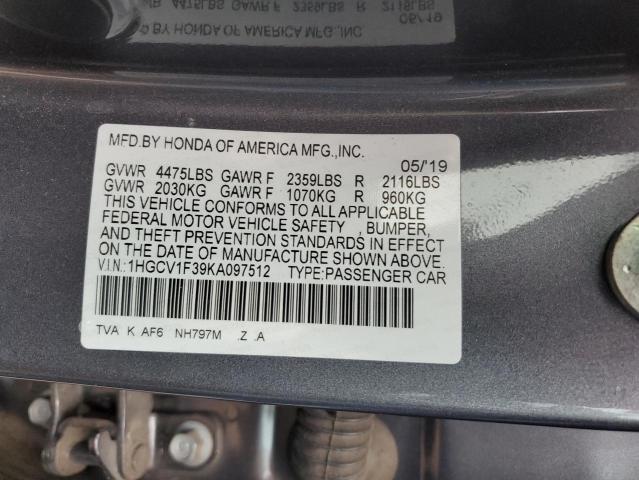 MFD.BY HONDA OF AMERICA MFG.,INC. 05/'19
GVWR 4475LBS GAWR F 2359LBS R 2116LBS
GVWR 2030KG GAWR F 1070KG R 960KG
THIS VEHICLE CONFORMS TO ALL APPLICABLE
FEDERAL MOTOR VEHICLE SAFETY , BUMPER,
AND THEFT PREVENTION STANDARDS IN EFFECT
ON THE DATE OF MANUFACTURE SHOWN ABOVE.
V.I.N.:1HGCV1F39KA097512 TYPE:PASSENGER CAR
TVA K AF6 NH797M .Z .A